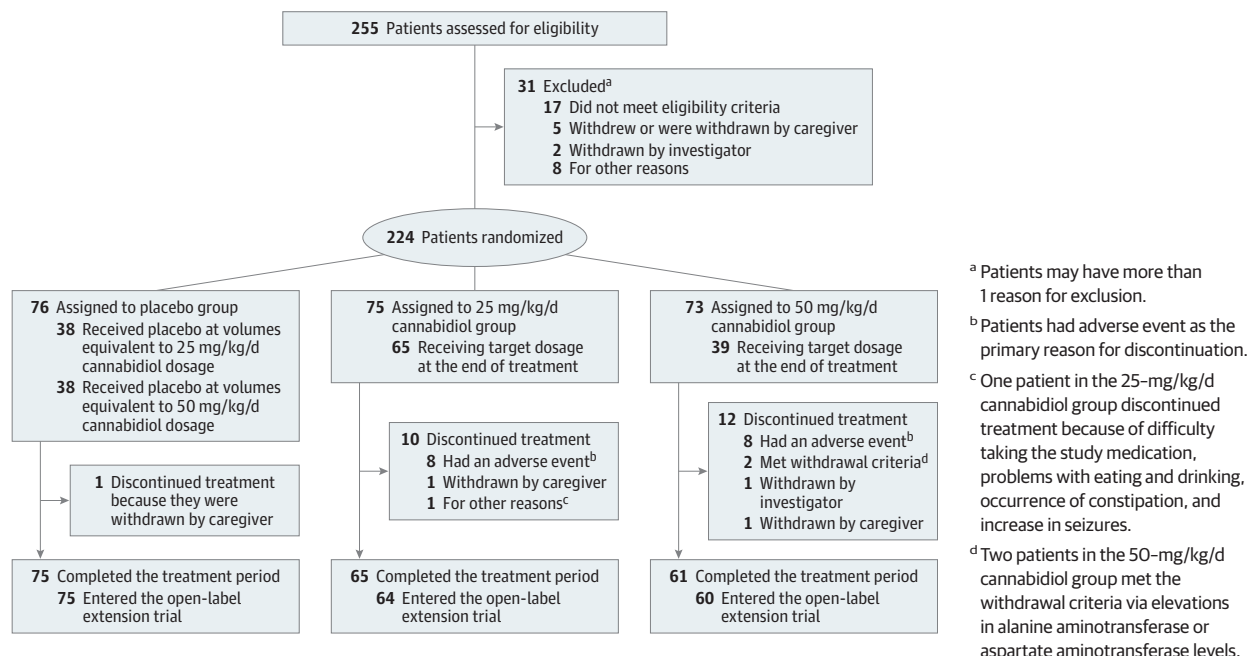 255 Patients assessed for eligibility
31 Excludedᵃ
17 Did not meet eligibility criteria
5 Withdrew or were withdrawn by caregiver
2 Withdrawn by investigator
8 For other reasons
224 Patients randomized
76 Assigned to placebo group
38 Received placebo at volumes
equivalent to 25 mg/kg/d
cannabidiol dosage
38 Received placebo at volumes
equivalent to 50 mg/kg/d
cannabidiol dosage
75 Assigned to 25 mg/kg/d
cannabidiol group
65 Receiving target dosage
at the end of treatment
73 Assigned to 50 mg/kg/d
cannabidiol group
39 Receiving target dosage
at the end of treatment
1 Discontinued treatment
because they were
withdrawn by caregiver
10 Discontinued treatment
8 Had an adverse eventᵇ
1 Withdrawn by caregiver
1 For other reasonsᶜ
12 Discontinued treatment
8 Had an adverse eventᵇ
2 Met withdrawal criteriaᵈ
1 Withdrawn by
investigator
1 Withdrawn by caregiver
75 Completed the treatment period
75 Entered the open-label
extension trial
65 Completed the treatment period
64 Entered the open-label
extension trial
61 Completed the treatment period
60 Entered the open-label
extension trial
ᵃ Patients may have more than
1 reason for exclusion.
ᵇ Patients had adverse event as the
primary reason for discontinuation.
ᶜ One patient in the 25-mg/kg/d
cannabidiol group discontinued
treatment because of difficulty
taking the study medication,
problems with eating and drinking,
occurrence of constipation, and
increase in seizures.
ᵈ Two patients in the 50-mg/kg/d
cannabidiol group met the
withdrawal criteria via elevations
in alanine aminotransferase or
aspartate aminotransferase levels.